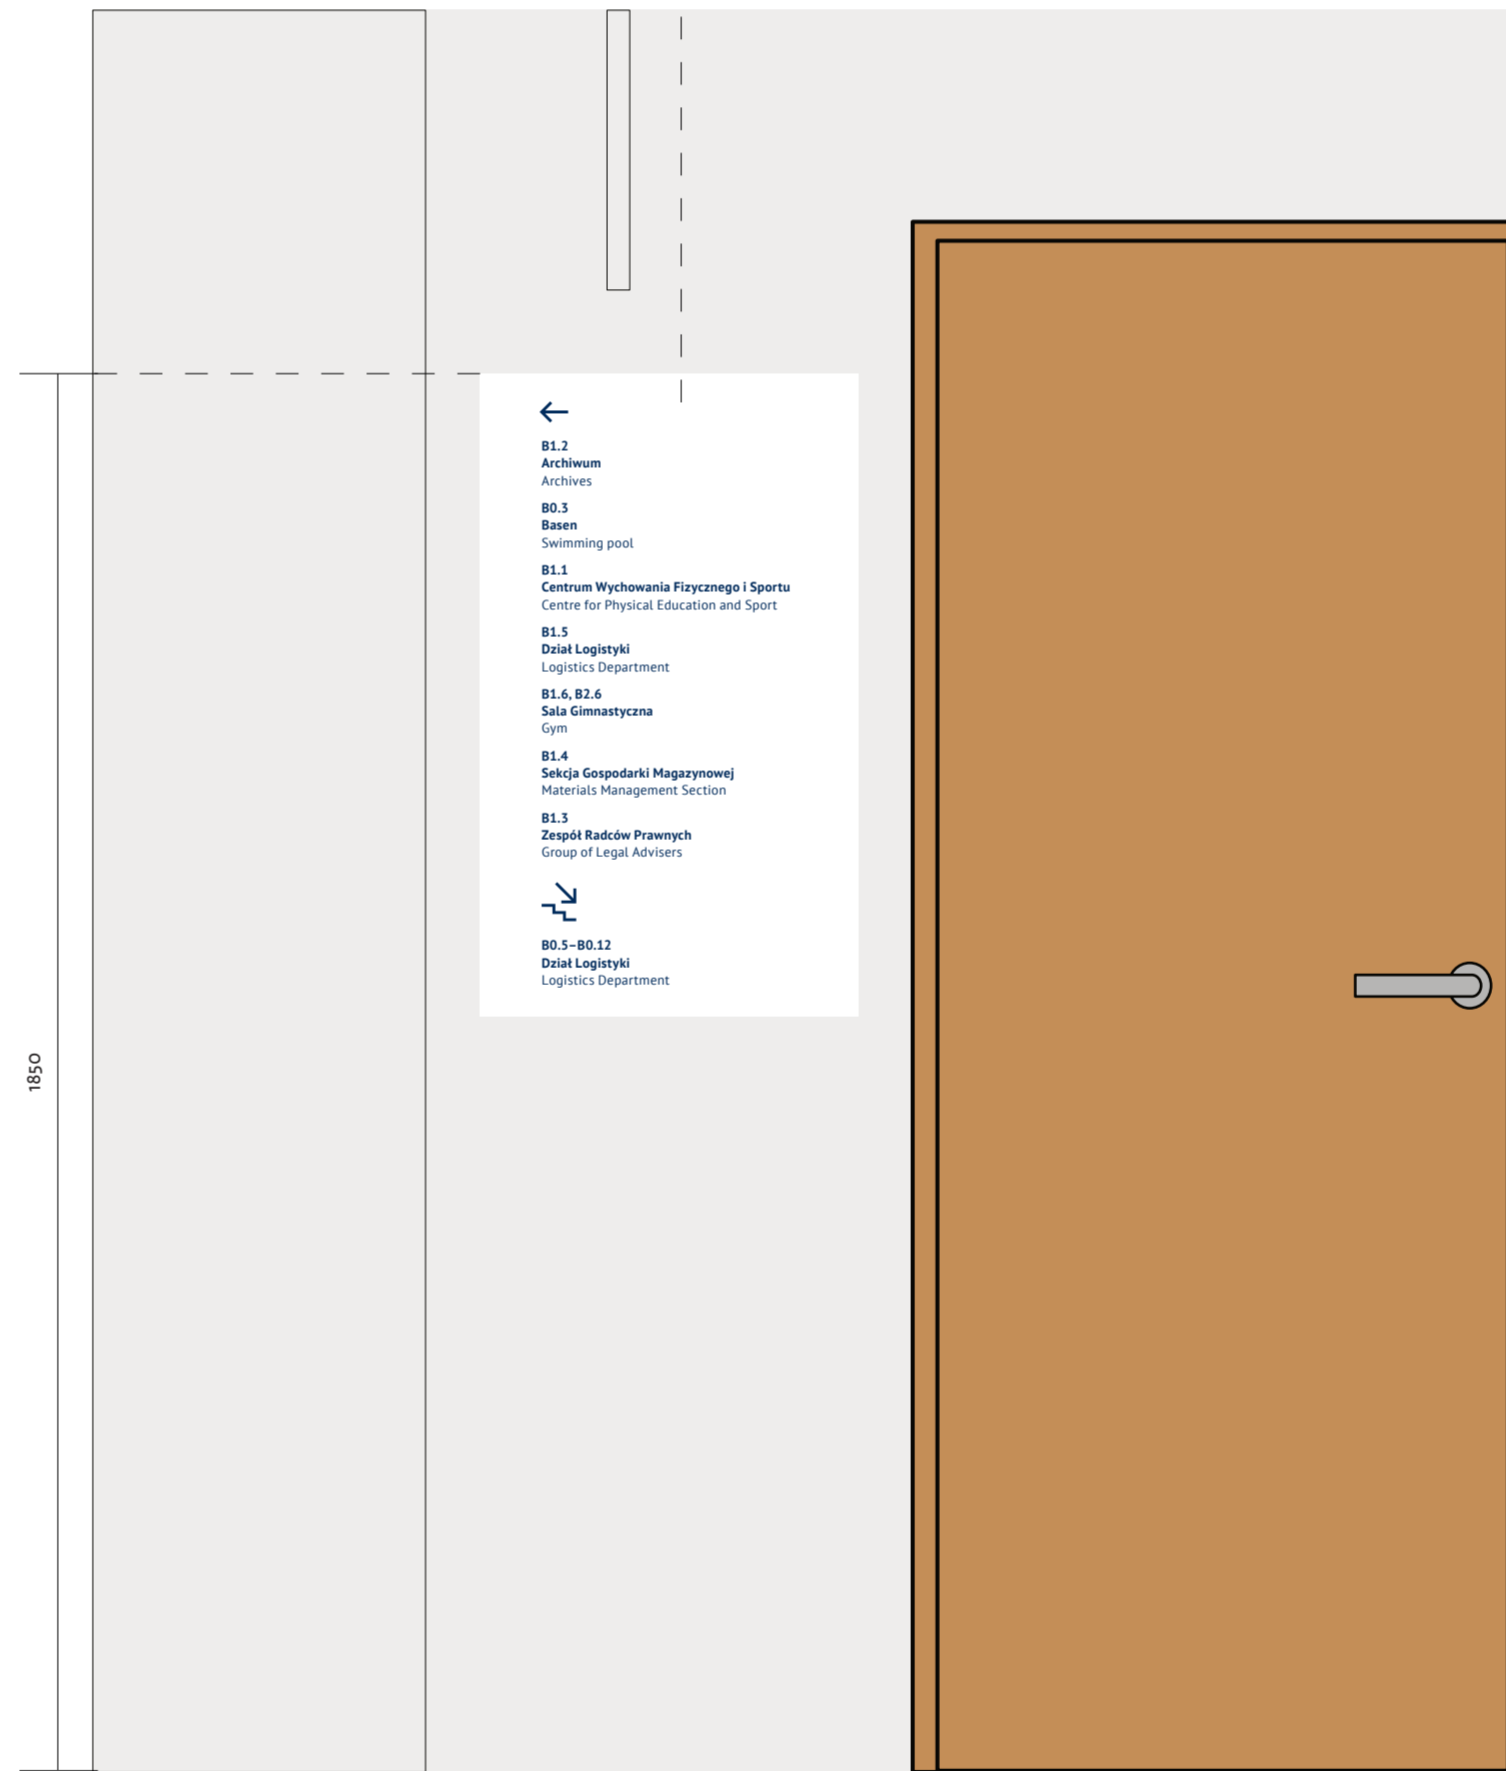 B1.2
Archiwum
Archives
B0.3
Basen
Swimming pool
B1.1
Centrum Wychowania Fizycznego i Sportu
Centre for Physical Education and Sport
B1.5
Dział Logistyki
Logistics Department
B1.6, B2.6
Sala Gimnastyczna
Gym
B1.4
Sekcja Gospodarki Magazynowej
Materials Management Section
B1.3
Zespół Radców Prawnych
Group of Legal Advisers
B0.5–B0.12
Dział Logistyki
Logistics Department
1850